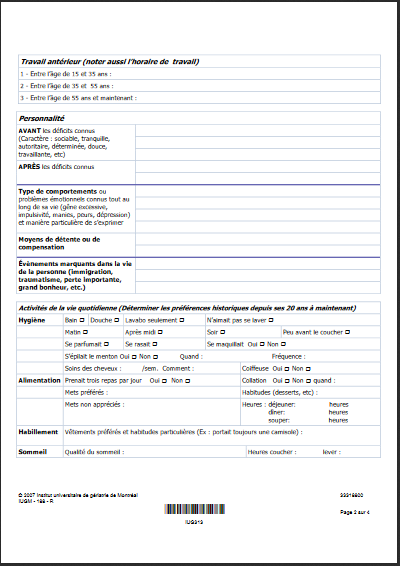 Travail antérieur (noter aussi l'horaire de travail)
1 - Entre l'âge de 15 et 35 ans :
2 - Entre l'âge de 35 et 55 ans :
3 - Entre l'âge de 55 ans et maintenant :
Personnalité
AVANT les déficits connus
(Caractère : sociable, tranquille,
autoritaire, déterminée, douce,
travaillante, etc)
APRÈS les déficits connus
Type de comportements ou
problèmes émotionnels connus tout au
long de sa vie (gêne excessive,
impulsivité, manies, peurs, dépression)
et manière particulière de s'exprimer
Moyens de détente ou de
compensation
Évènements marquants dans la vie
de la personne (immigration,
traumatisme, perte importante,
grand bonheur, etc.)
Activités de la vie quotidienne (Déterminer les préférences historiques depuis ses 20 ans à maintenant)
Hygiène Bain Douche Lavabo seulement N'aimait pas se laver
Matin Après midi Soir Peu avant le coucher
Se parfumait Se rasait Se maquillait Oui Non
S'épilait le menton Oui Non Quand : Fréquence :
Soins des cheveux : /sem. Comment : Coiffeuse Oui Non
Alimentation Prenait trois repas par jour Oui Non Collation Oui Non quand :
Mets préférés : Habitudes (desserts, etc) :
Mets non appréciés : Heures : déjeuner: heures
dîner: heures
souper: heures
Habillement Vêtements préférés et habitudes particulières (Ex : portait toujours une camisole) :
Sommeil Qualité du sommeil : Heures coucher : lever :
© 2007 Institut universitaire de gériatrie de Montréal
IUGM - 188 - R
Page 2 sur 4
IUG313